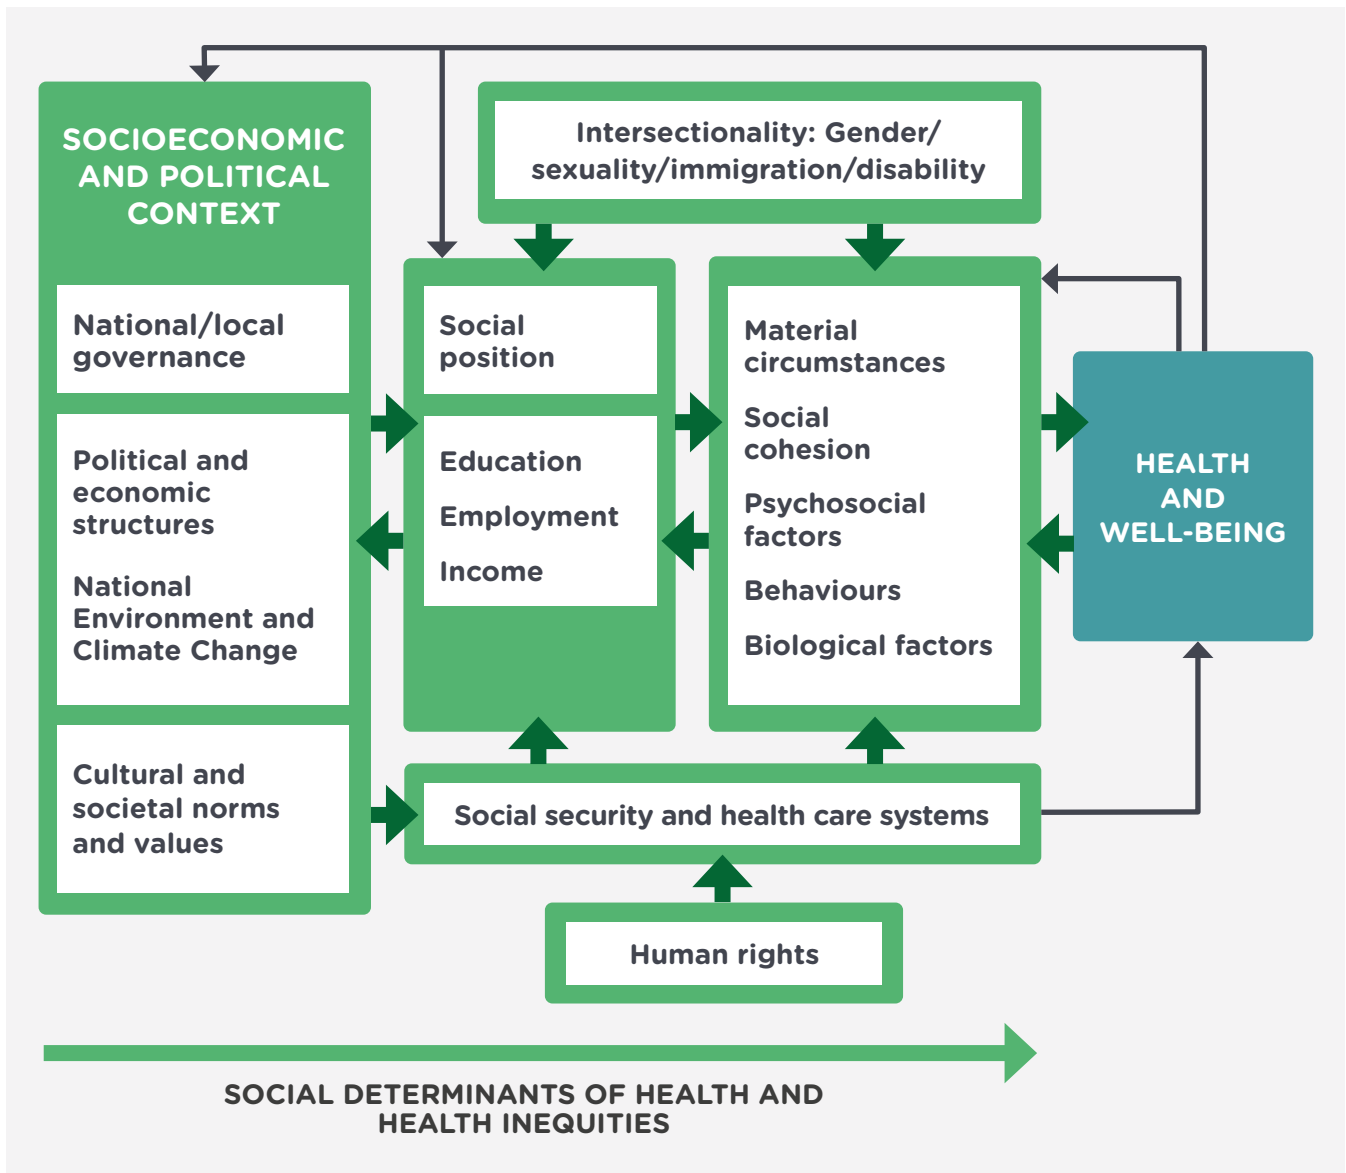 SOCIOECONOMIC
AND POLITICAL
CONTEXT
National/local
governance
Political and
economic
structures
National
Environment and
Climate Change
Cultural and
societal norms
and values
Intersectionality: Gender/
sexuality/immigration/disability
Social
position
Education
Employment
Income
Material
circumstances
Social
cohesion
Psychosocial
factors
Behaviours
Biological factors
HEALTH
AND
WELL-BEING
Social security and health care systems
Human rights
SOCIAL DETERMINANTS OF HEALTH AND
HEALTH INEQUITIES